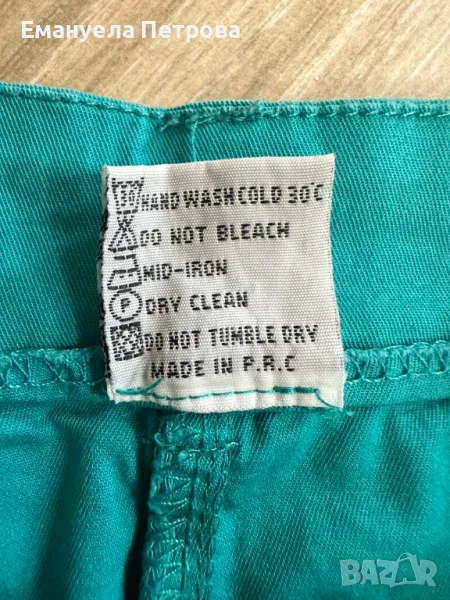 Емануела Петрова
HAND WASH COLD 30°C
DO NOT BLEACH
MID-IRON
P DRY CLEAN
DO NOT TUMBLE DRY
MADE IN P.R.C
BAZAR